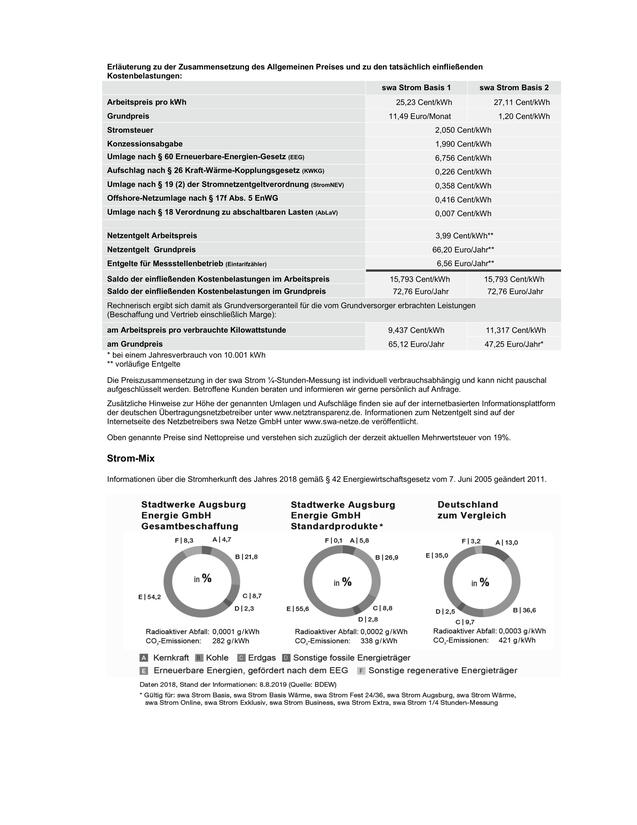 Erläuterung zu der Zusammensetzung des Allgemeinen Preises und zu den tatsächlich einfließenden
Kostenbelastungen:
swa Strom Basis 1 swa Strom Basis 2
Arbeitspreis pro kWh 25,23 Cent/kWh 27,11 Cent/kWh
Grundpreis 11,49 Euro/Monat 1,20 Cent/kWh
Stromsteuer 2,050 Cent/kWh
Konzessionsabgabe 1,990 Cent/kWh
Umlage nach § 60 Erneuerbare-Energien-Gesetz (EEG) 6,756 Cent/kWh
Aufschlag nach § 26 Kraft-Wärme-Kopplungsgesetz (KWKG) 0,226 Cent/kWh
Umlage nach § 19 (2) der Stromnetzentgeltverordnung (StromNEV) 0,358 Cent/kWh
Offshore-Netzumlage nach § 17f Abs. 5 EnWG 0,416 Cent/kWh
Umlage nach § 18 Verordnung zu abschaltbaren Lasten (AbLaV) 0,007 Cent/kWh
Netzentgelt Arbeitspreis 3,99 Cent/kWh**
Netzentgelt Grundpreis 66,20 Euro/Jahr**
Entgelte für Messstellenbetrieb (Eintarifzähler) 6,56 Euro/Jahr**
Saldo der einfließenden Kostenbelastungen im Arbeitspreis 15,793 Cent/kWh 15,793 Cent/kWh
Saldo der einfließenden Kostenbelastungen im Grundpreis 72,76 Euro/Jahr 72,76 Euro/Jahr
Rechnerisch ergibt sich damit als Grundversorgeranteil für die vom Grundversorger erbrachten Leistungen
(Beschaffung und Vertrieb einschließlich Marge):
am Arbeitspreis pro verbrauchte Kilowattstunde 9,437 Cent/kWh 11,317 Cent/kWh
am Grundpreis 65,12 Euro/Jahr 47,25 Euro/Jahr*
* bei einem Jahresverbrauch von 10.001 kWh
** vorläufige Entgelte
Die Preiszusammensetzung in der swa Strom ¼-Stunden-Messung ist individuell verbrauchsabhängig und kann nicht pauschal
aufgeschlüsselt werden. Betroffene Kunden beraten und informieren wir gerne persönlich auf Anfrage.
Zusätzliche Hinweise zur Höhe der genannten Umlagen und Aufschläge finden sie auf der internetbasierten Informationsplattform
der deutschen Übertragungsnetzbetreiber unter www.netztransparenz.de. Informationen zum Netzentgelt sind auf der
Internetseite des Netzbetreibers swa Netze GmbH unter www.swa-netze.de veröffentlicht.
Oben genannte Preise sind Nettopreise und verstehen sich zuzüglich der derzeit aktuellen Mehrwertsteuer von 19%.
Strom-Mix
Informationen über die Stromherkunft des Jahres 2018 gemäß § 42 Energiewirtschaftsgesetz vom 7. Juni 2005 geändert 2011.
Stadtwerke Augsburg Stadtwerke Augsburg Deutschland
Energie GmbH Energie GmbH zum Vergleich
Gesamtbeschaffung Standardprodukte*
F | 8,3 A | 4,7 F | 0,1 A | 5,8 F | 3,2 A | 13,0
B | 21,8 B | 26,9 E | 35,0
in % in % in %
E | 54,2 C | 8,7 E | 55,6 C | 8,8 D | 2,5 B | 36,6
D | 2,3 D | 2,8 C | 9,7
Radioaktiver Abfall: 0,0001 g/kWh Radioaktiver Abfall: 0,0002 g/kWh Radioaktiver Abfall: 0,0003 g/kWh
CO₂-Emissionen: 282 g/kWh CO₂-Emissionen: 338 g/kWh CO₂-Emissionen: 421 g/kWh
A Kernkraft B Kohle C Erdgas D Sonstige fossile Energieträger
E Erneuerbare Energien, gefördert nach dem EEG F Sonstige regenerative Energieträger
Daten 2018, Stand der Informationen: 8.8.2019 (Quelle: BDEW)
* Gültig für: swa Strom Basis, swa Strom Basis Wärme, swa Strom Fest 24/36, swa Strom Augsburg, swa Strom Wärme,
swa Strom Online, swa Strom Exklusiv, swa Strom Business, swa Strom Extra, swa Strom 1/4 Stunden-Messung